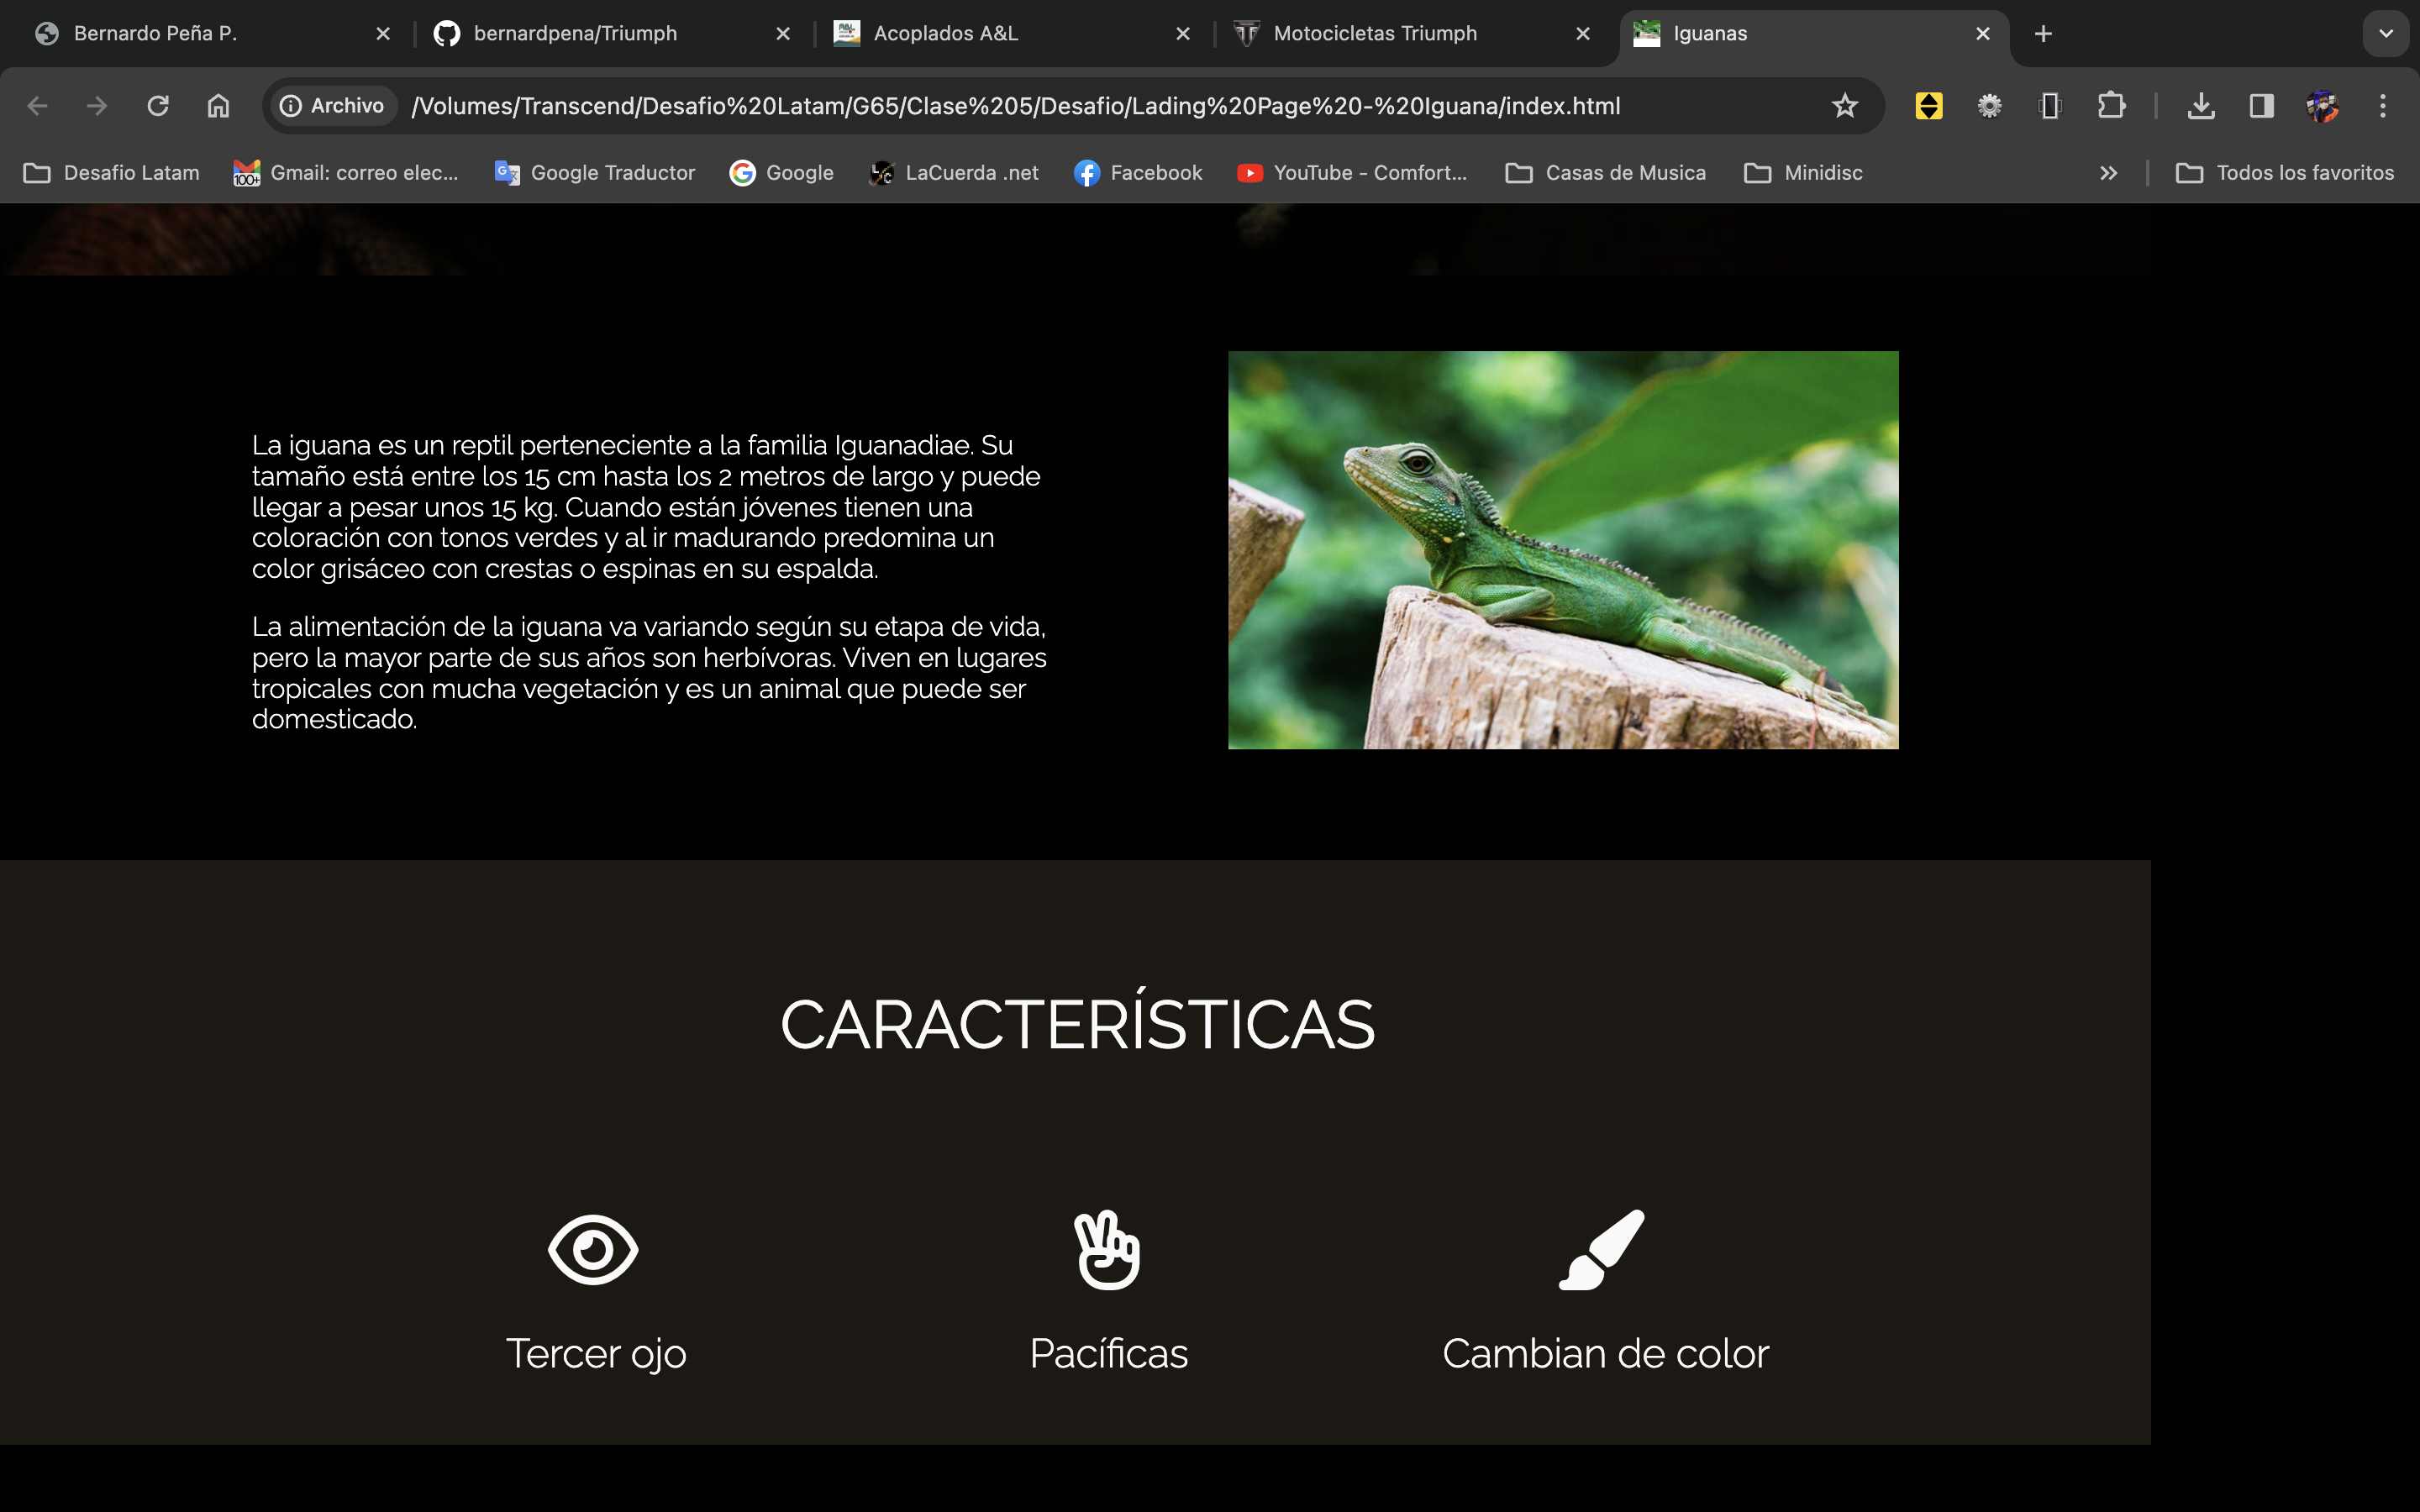 Bernardo Peña P.
bernardpena/Triumph
Acoplados A&L
Motocicletas Triumph
Iguanas
Archivo
/Volumes/Transcend/Desafio%20Latam/G65/Clase%205/Desafio/Lading%20Page%20-%20Iguana/index.html
Desafio Latam
100+
Gmail: correo elec...
Google Traductor
Google
LaCuerda .net
Facebook
YouTube - Comfort...
Casas de Musica
Minidisc
Todos los favoritos
La iguana es un reptil perteneciente a la familia Iguanadiae. Su
tamaño está entre los 15 cm hasta los 2 metros de largo y puede
llegar a pesar unos 15 kg. Cuando están jóvenes tienen una
coloración con tonos verdes y al ir madurando predomina un
color grisáceo con crestas o espinas en su espalda.
La alimentación de la iguana va variando según su etapa de vida,
pero la mayor parte de sus años son herbívoras. Viven en lugares
tropicales con mucha vegetación y es un animal que puede ser
domesticado.
CARACTERÍSTICAS
Tercer ojo
Pacíficas
Cambian de color